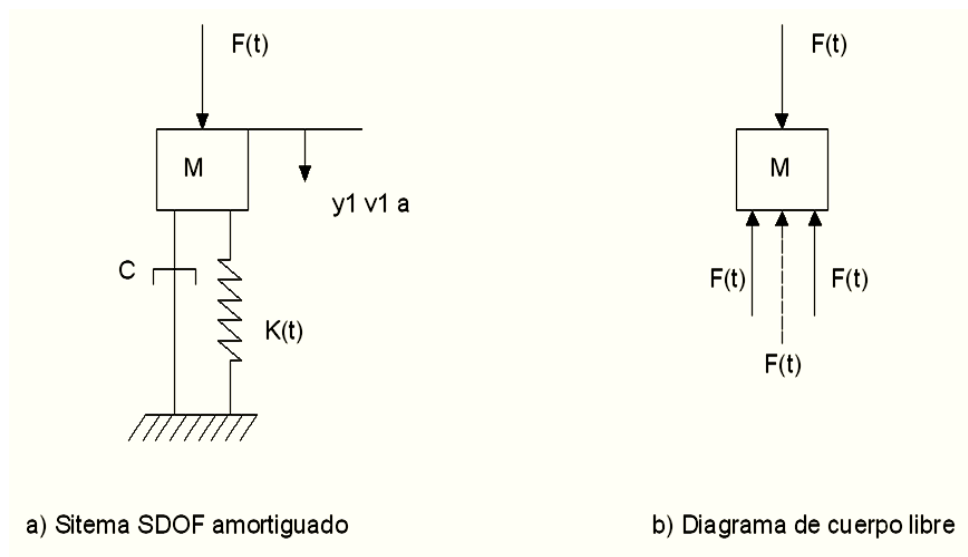 F(t)
M
y1 v1 a
C
K(t)
a) Sitema SDOF amortiguado
F(t)
M
F(t)
F(t)
F(t)
b) Diagrama de cuerpo libre